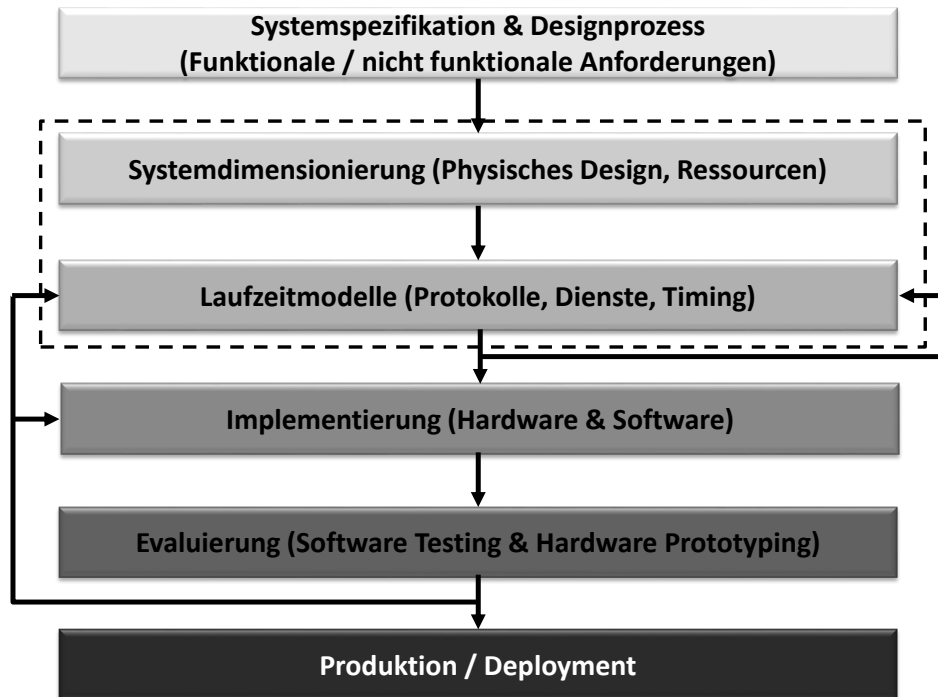 Systemspezifikation & Designprozess
(Funktionale / nicht funktionale Anforderungen)
Systemdimensionierung (Physisches Design, Ressourcen)
Laufzeitmodelle (Protokolle, Dienste, Timing)
Implementierung (Hardware & Software)
Evaluierung (Software Testing & Hardware Prototyping)
Produktion / Deployment